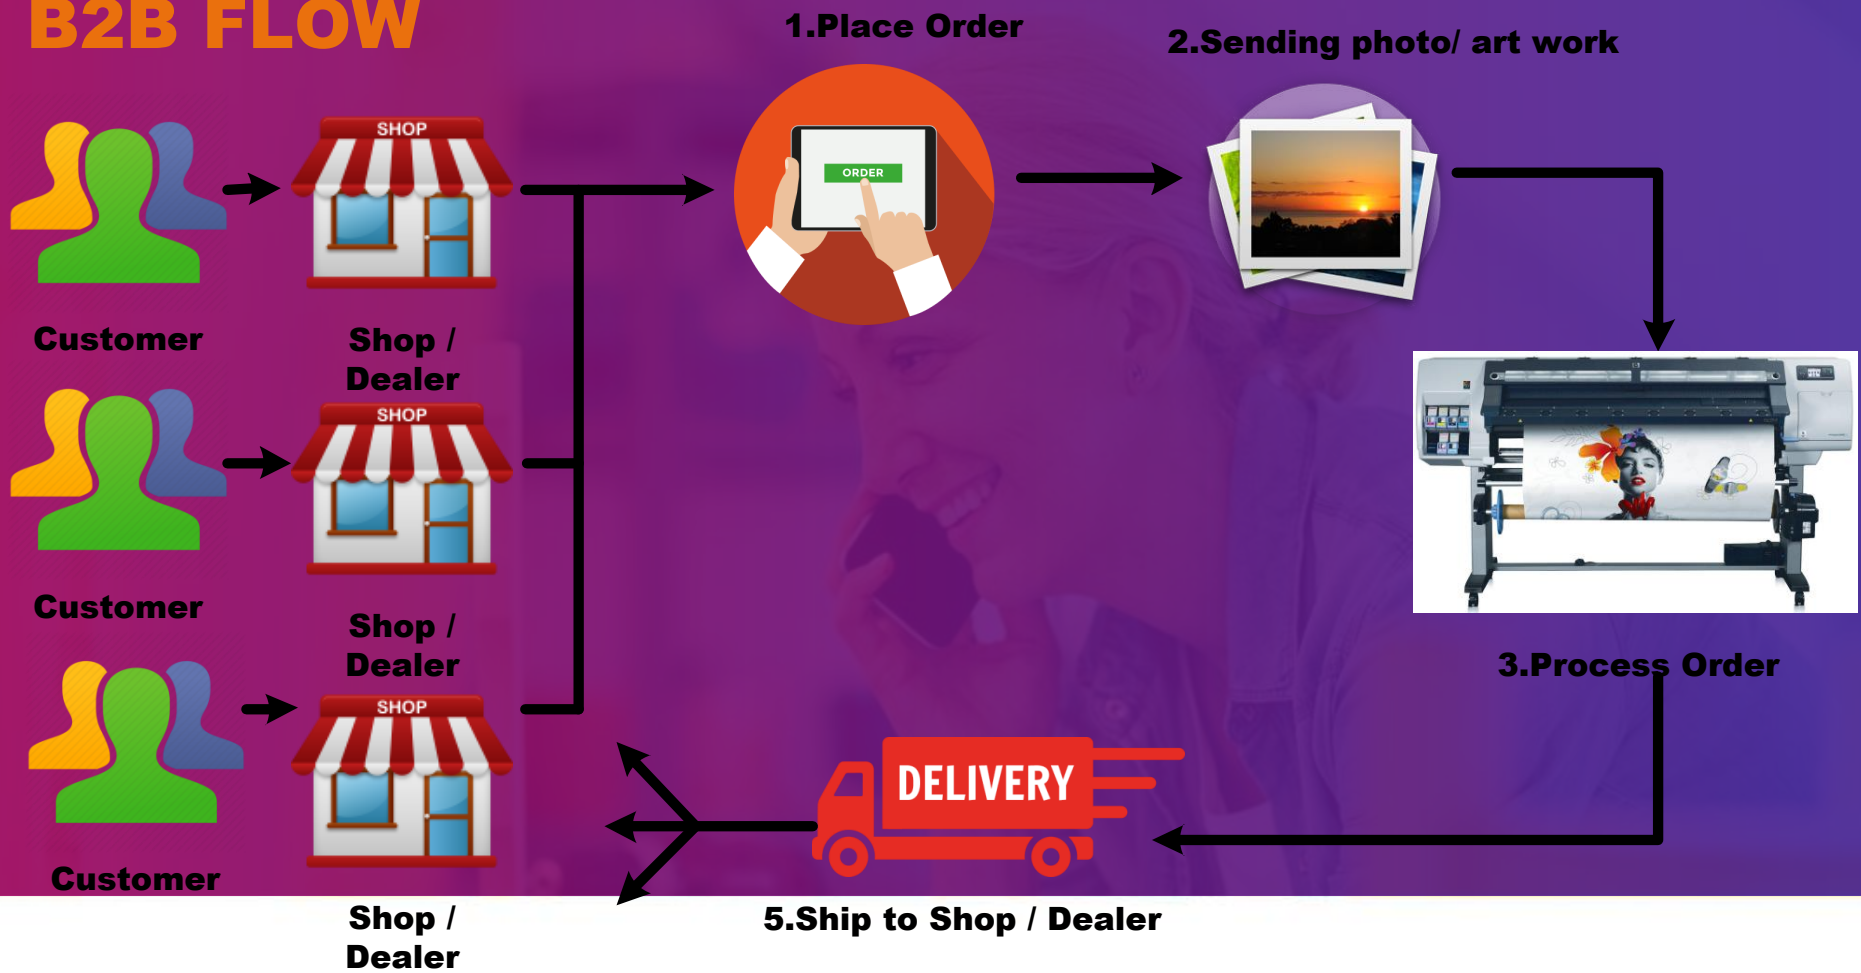 B2B FLOW
1.Place Order
2.Sending photo/ art work
SHOP
ORDER
Customer
Shop /
Dealer
SHOP
Customer
Shop /
Dealer
3.Process Order
SHOP
DELIVERY
Customer
Shop /
Dealer
5.Ship to Shop / Dealer